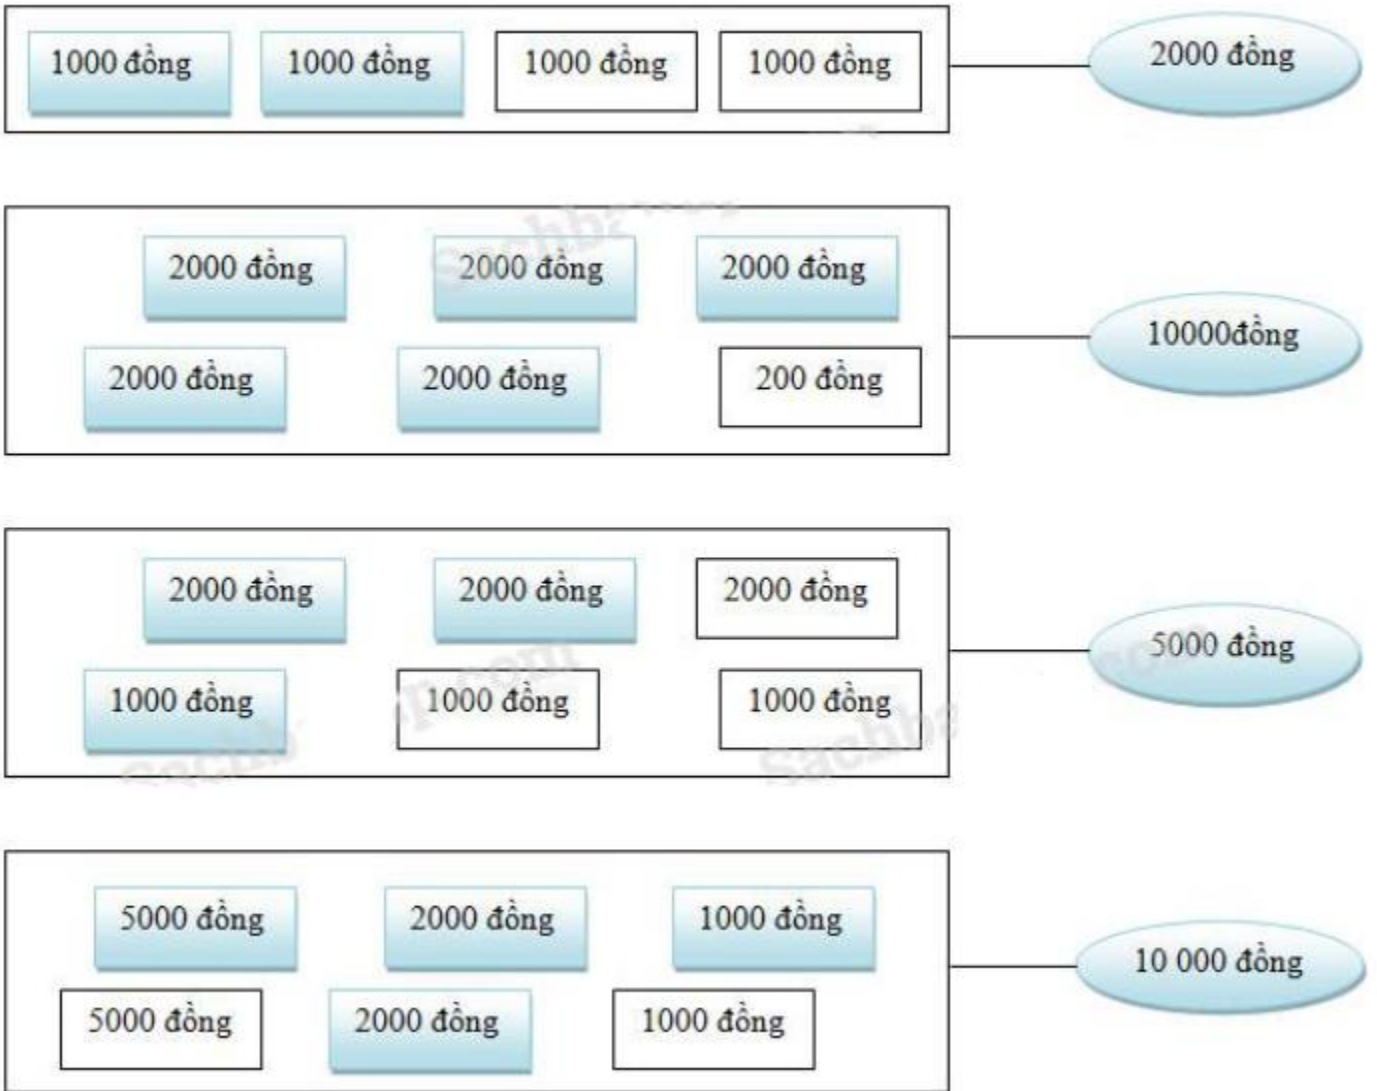 1000 đồng 1000 đồng 1000 đồng 1000 đồng 2000 đồng
2000 đồng 2000 đồng 2000 đồng
10000đồng
2000 đồng 2000 đồng 200 đồng
2000 đồng 2000 đồng 2000 đồng
5000 đồng
1000 đồng 1000 đồng 1000 đồng
5000 đồng 2000 đồng 1000 đồng
10 000 đồng
5000 đồng 2000 đồng 1000 đồng